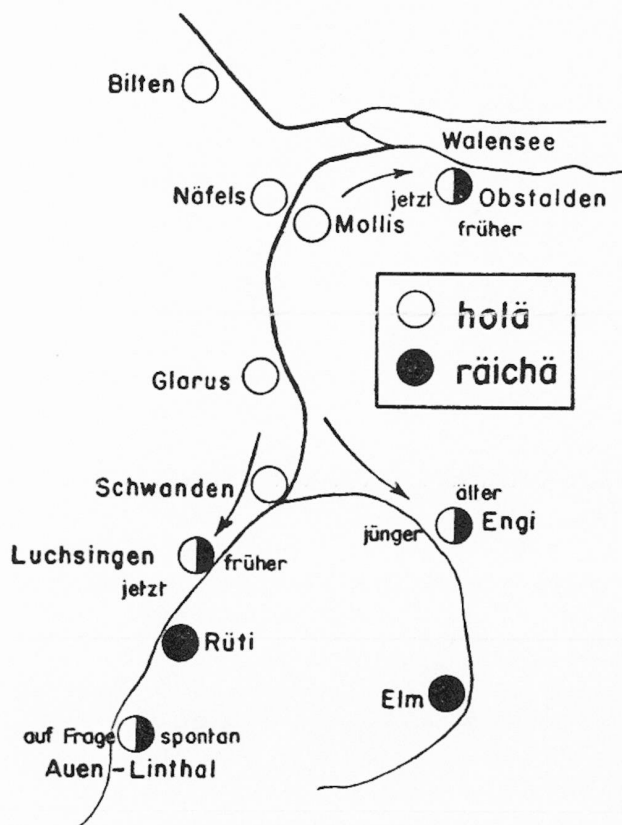 Bilten
Walensee
Näfels
jetzt Obstalden
Mollis
früher
holä
räichä
Glarus
Schwanden
älter
jünger Engi
Luchsingen
früher
jetzt
Rüti
Elm
auf Frage spontan
Auen-Linthal